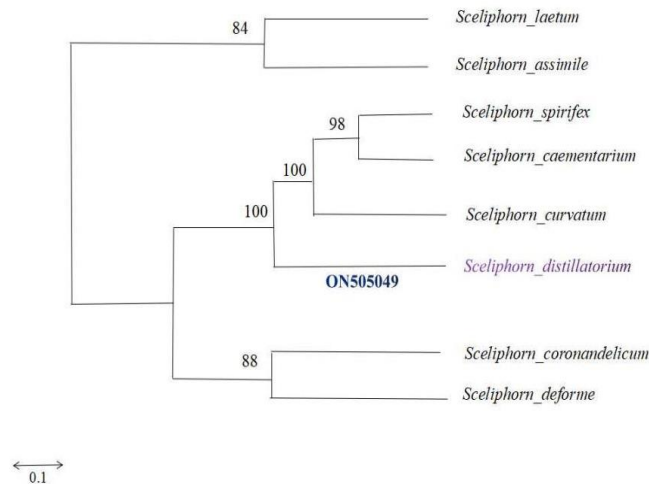 Sceliphorn_laetum
84
Sceliphorn_assimile
Sceliphorn_spirifex
98
Sceliphorn_caementarium
100
100
Sceliphorn_curvatum
Sceliphorn_distillatorium
ON505049
Sceliphorn_coronandelicum
88
Sceliphorn_deforme
0.1